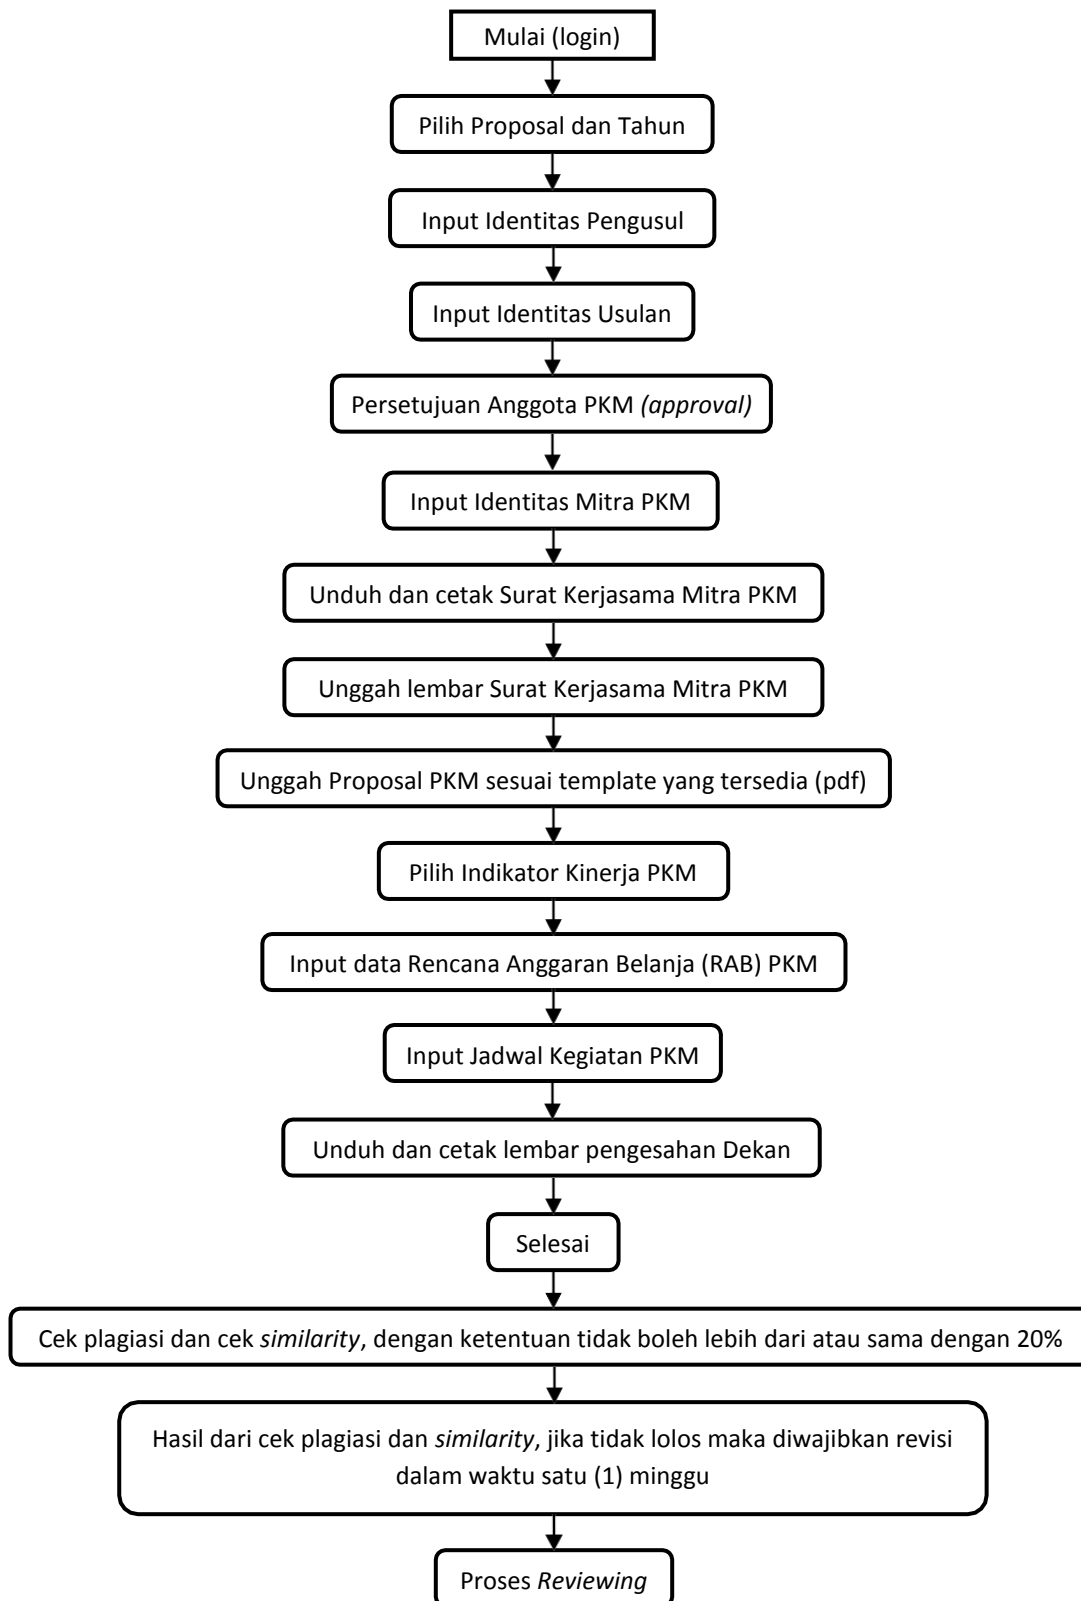 Mulai (login)
Pilih Proposal dan Tahun
Input Identitas Pengusul
Input Identitas Usulan
Persetujuan Anggota PKM (approval)
Input Identitas Mitra PKM
Unduh dan cetak Surat Kerjasama Mitra PKM
Unggah lembar Surat Kerjasama Mitra PKM
Unggah Proposal PKM sesuai template yang tersedia (pdf)
Pilih Indikator Kinerja PKM
Input data Rencana Anggaran Belanja (RAB) PKM
Input Jadwal Kegiatan PKM
Unduh dan cetak lembar pengesahan Dekan
Selesai
Cek plagiasi dan cek similarity, dengan ketentuan tidak boleh lebih dari atau sama dengan 20%
Hasil dari cek plagiasi dan similarity, jika tidak lolos maka diwajibkan revisi
dalam waktu satu (1) minggu
Proses Reviewing